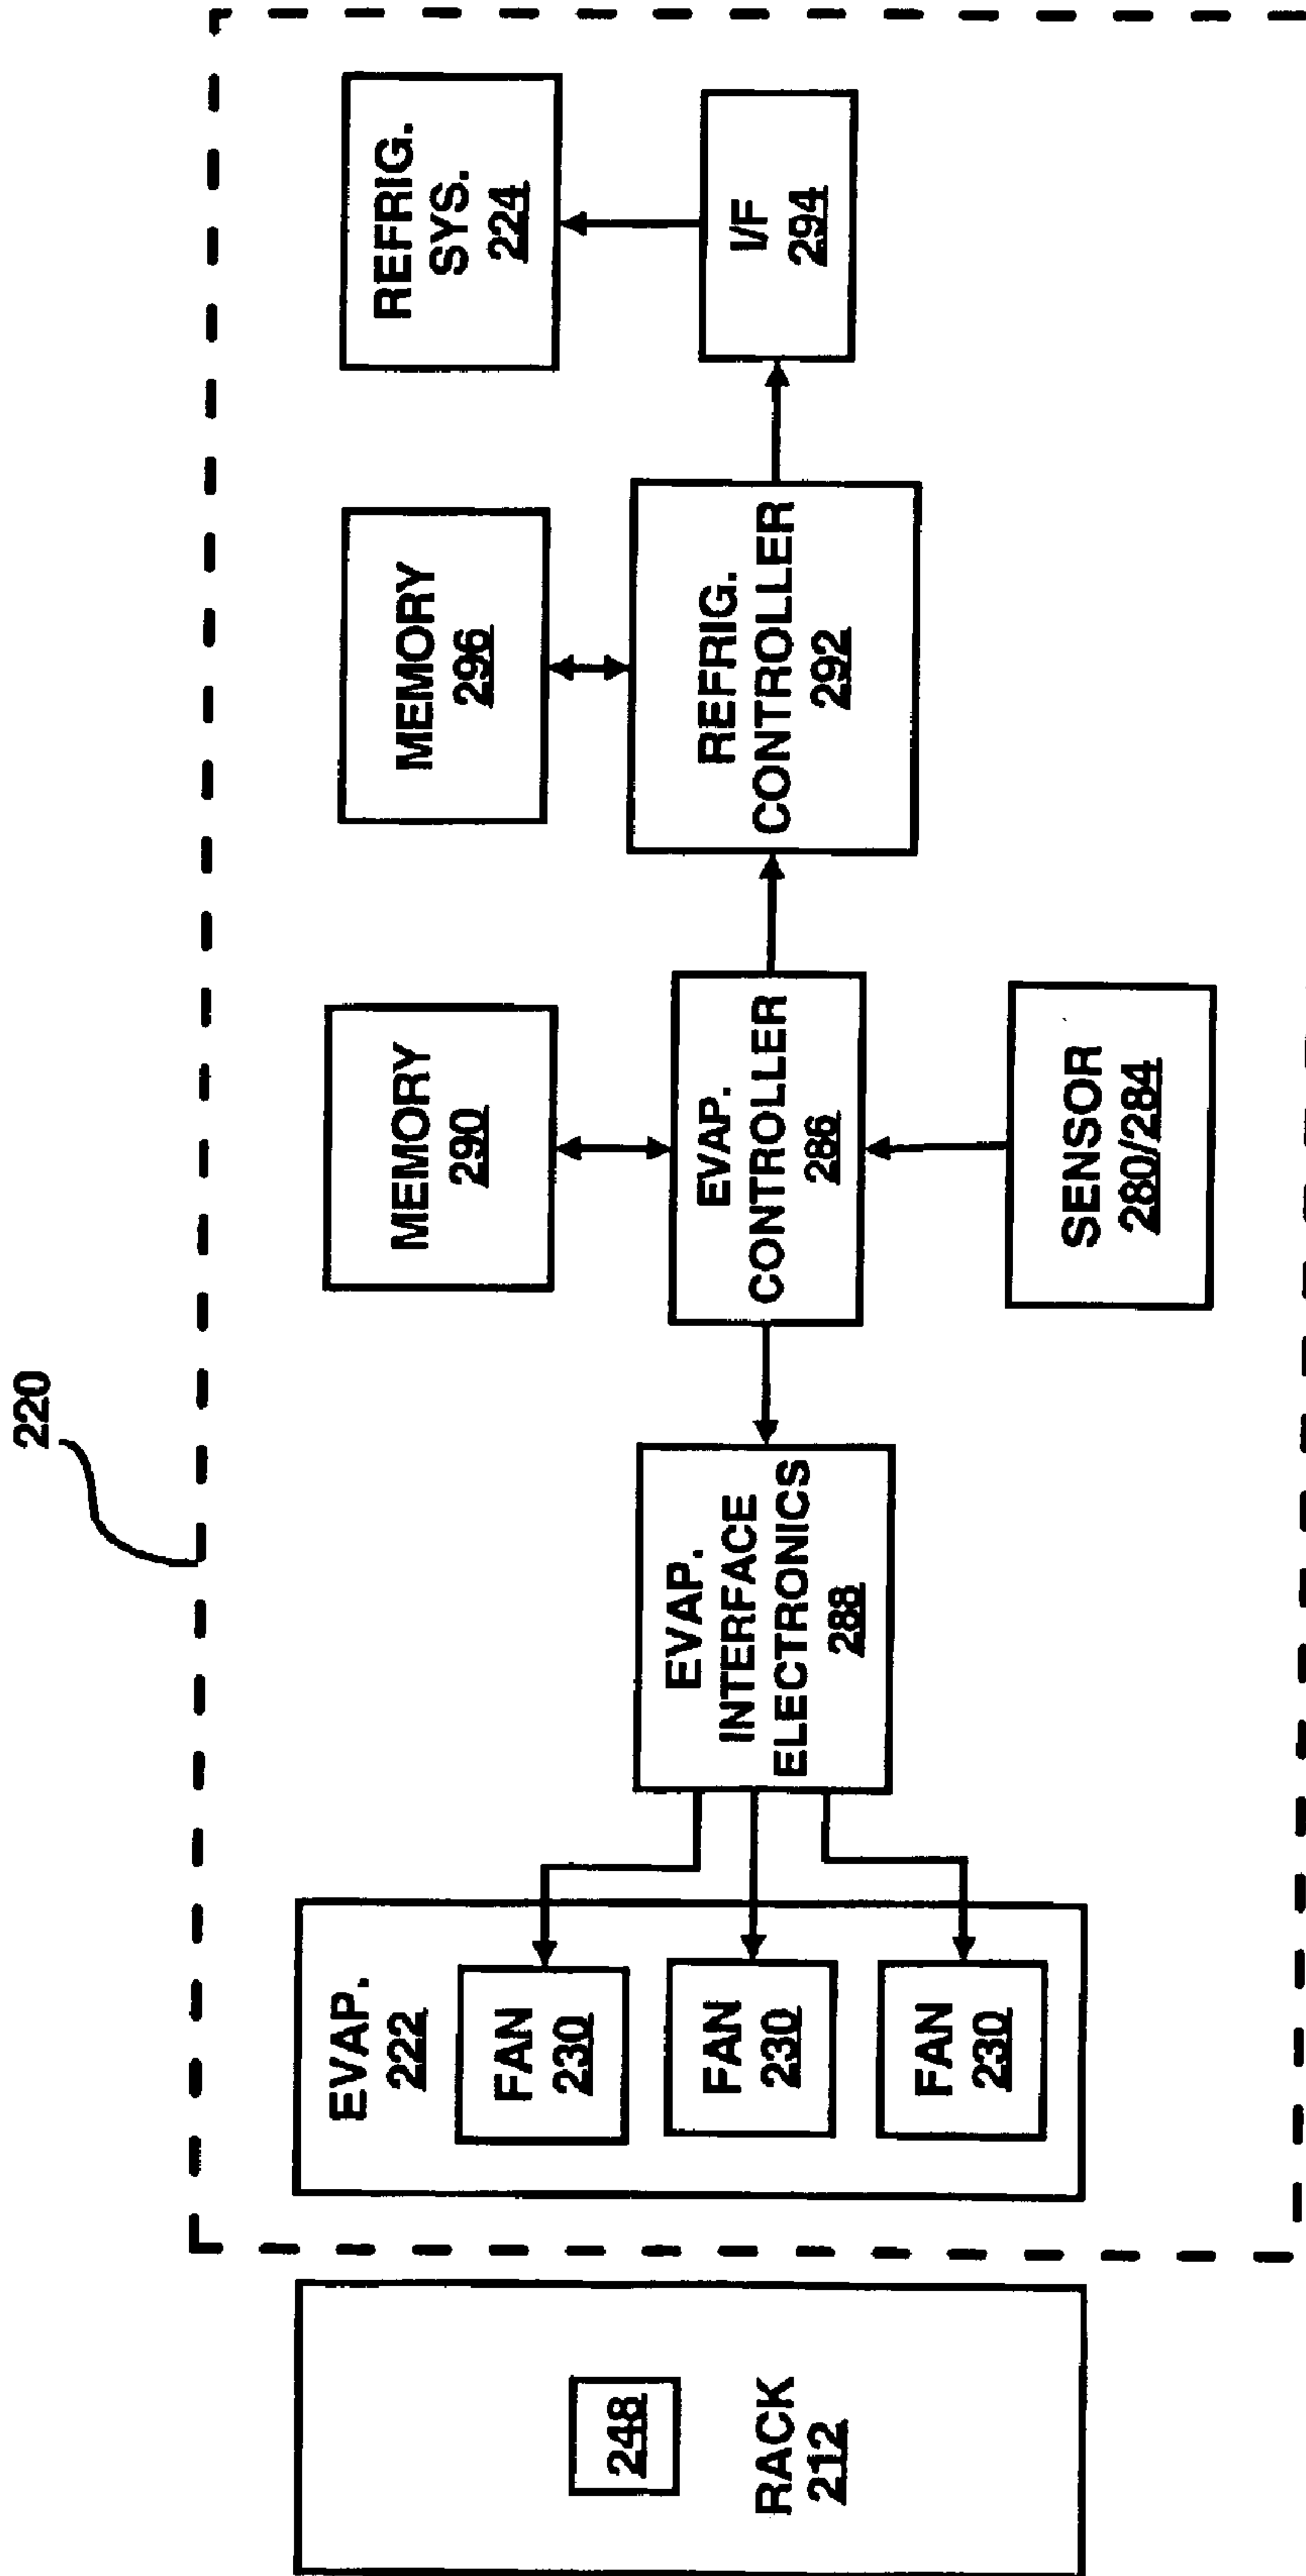 220
RACK
212
248
EVAP.
222
FAN
230
FAN
230
FAN
230
EVAP.
INTERFACE
ELECTRONICS
288
MEMORY
290
EVAP.
CONTROLLER
286
SENSOR
280/284
MEMORY
296
REFRIG.
CONTROLLER
292
REFRIG.
SYS.
224
I/F
294